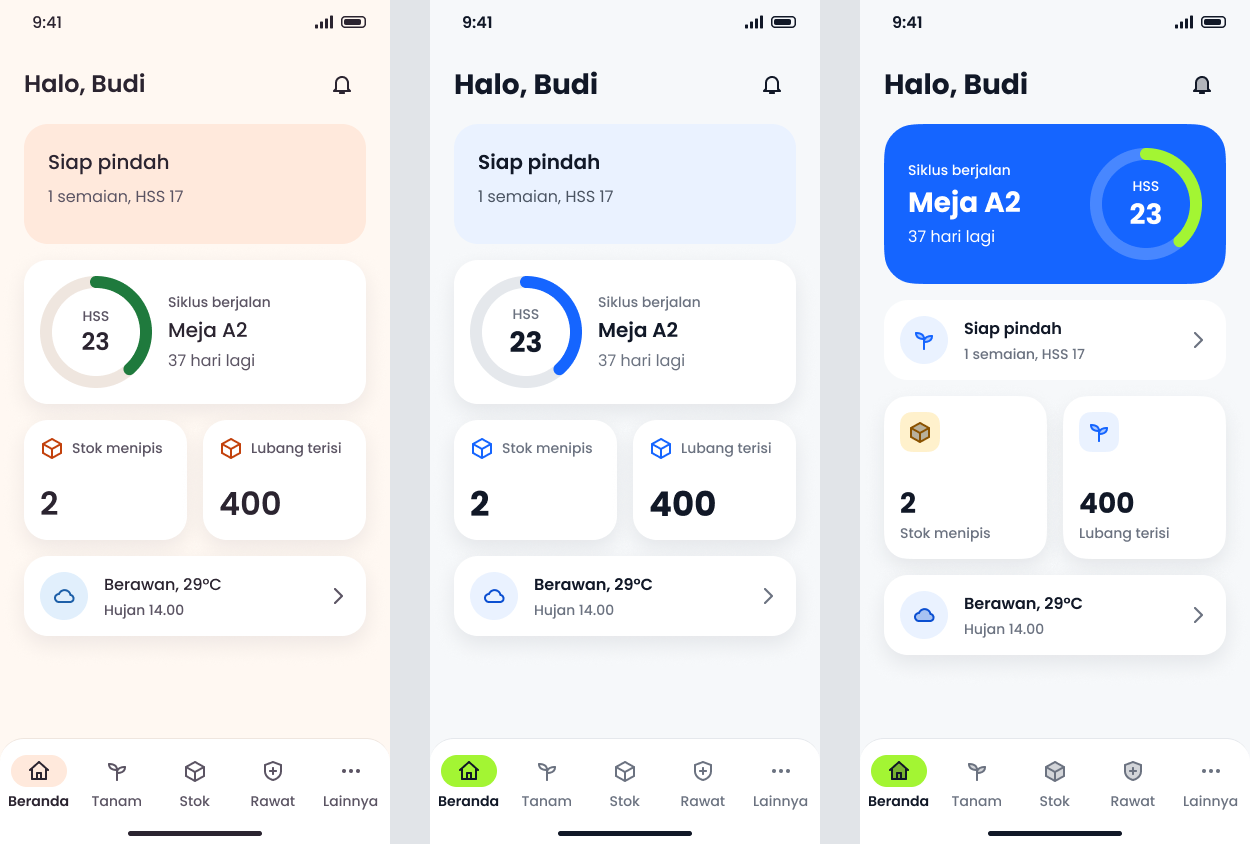 9:41
Halo, Budi
Siap pindah
1 semaian, HSS 17
HSS
23
Siklus berjalan
Meja A2
37 hari lagi
Stok menipis
2
Lubang terisi
400
Berawan, 29°C
Hujan 14.00
Beranda
Tanam
Stok
Rawat
Lainnya
9:41
Halo, Budi
Siap pindah
1 semaian, HSS 17
HSS
23
Siklus berjalan
Meja A2
37 hari lagi
Stok menipis
2
Lubang terisi
400
Berawan, 29°C
Hujan 14.00
Beranda
Tanam
Stok
Rawat
Lainnya
9:41
Halo, Budi
Siklus berjalan
Meja A2
37 hari lagi
HSS
23
Siap pindah
1 semaian, HSS 17
2
Stok menipis
400
Lubang terisi
Berawan, 29°C
Hujan 14.00
Beranda
Tanam
Stok
Rawat
Lainnya